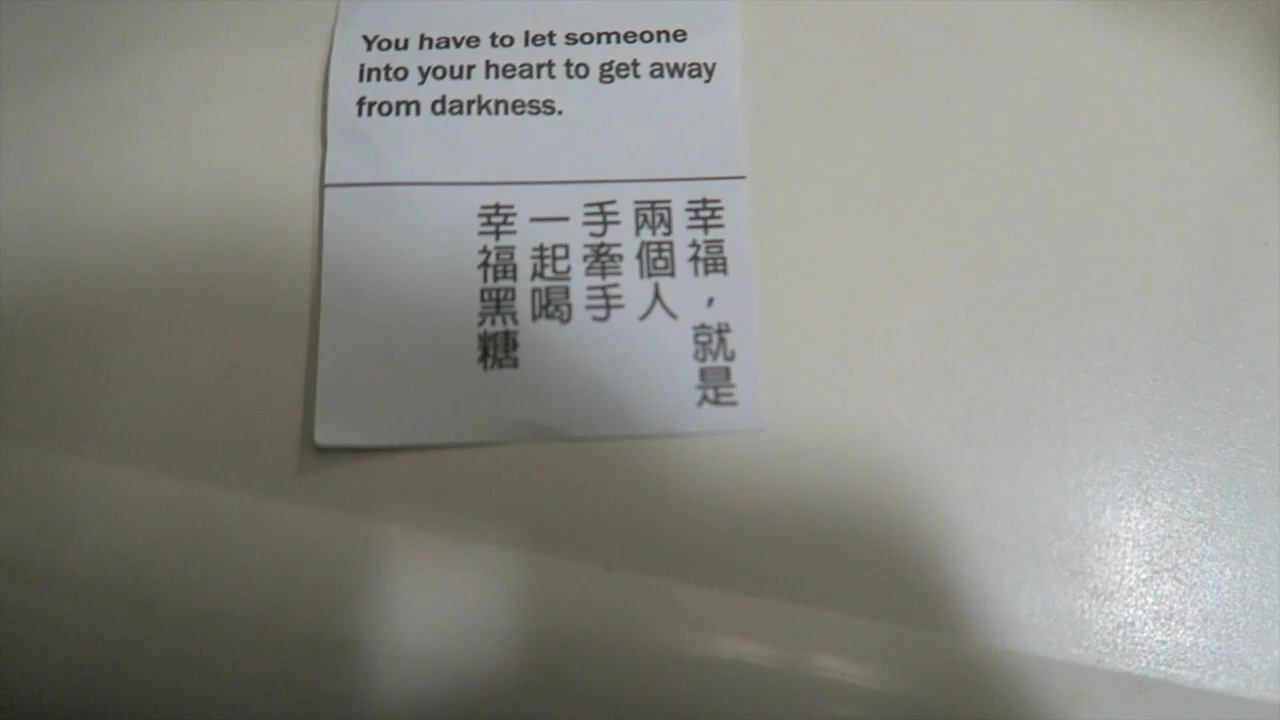 You have to let someone
into your heart to get away
from darkness.
幸福，就是
兩個人
手牽手
一起喝
幸福黑糖